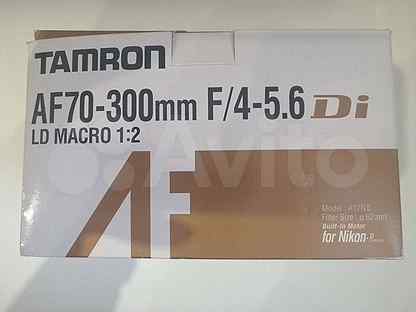 TAMRON
AF70-300mm F/4-5.6 Di
LD MACRO 1:2
AF
Avito
Model : A17NII
Filter Size : ø 62mm
Built-in Motor
for Nikon-D